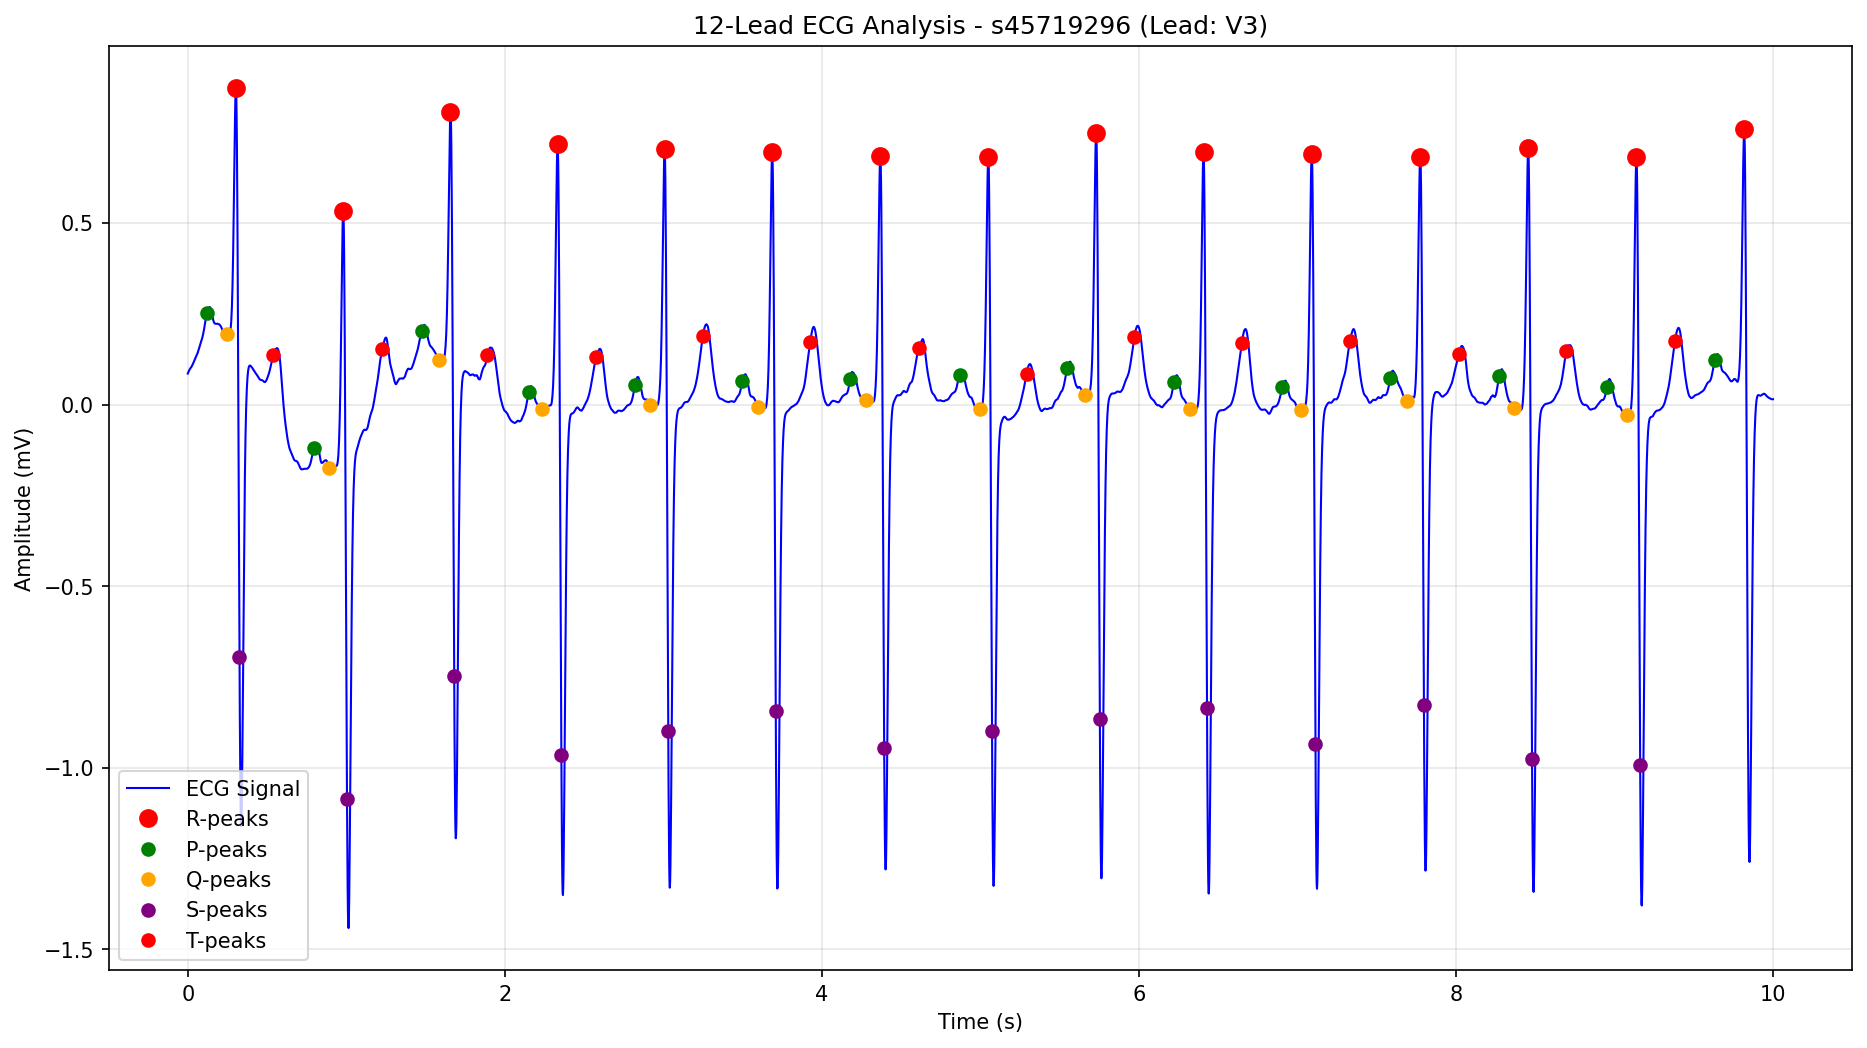 12-Lead ECG Analysis - s45719296 (Lead: V3)
Amplitude (mV)
0.5
0.0
−0.5
−1.0
−1.5
ECG Signal
R-peaks
P-peaks
Q-peaks
S-peaks
T-peaks
0 2 4 6 8 10
Time (s)